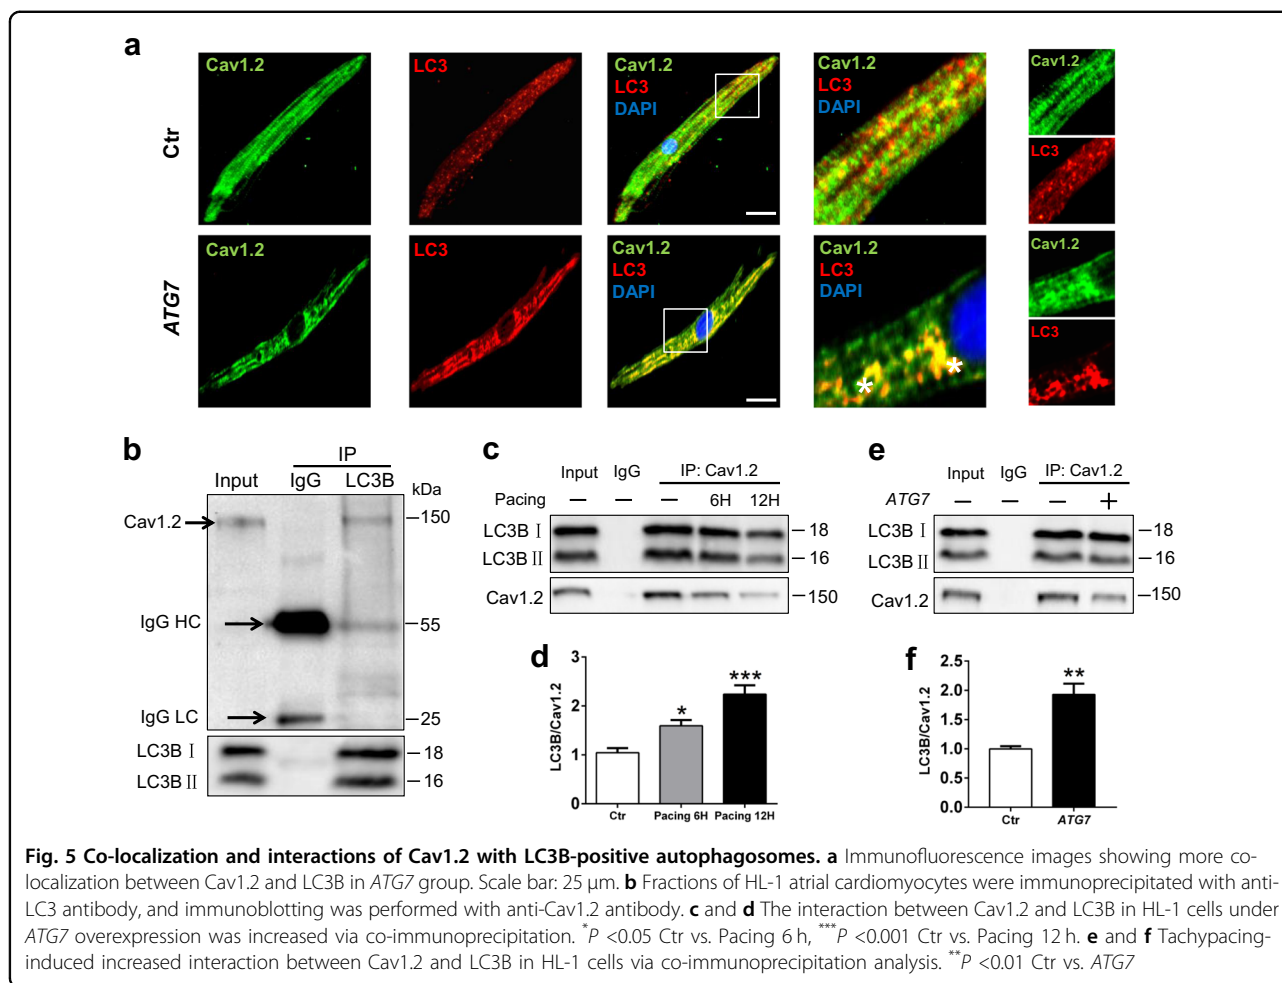 a
Cav1.2 LC3 Cav1.2 LC3 DAPI Cav1.2 LC3 DAPI Cav1.2
LC3
Ctr
Cav1.2 LC3 Cav1.2 LC3 DAPI Cav1.2 LC3 DAPI Cav1.2
LC3
ATG7
* *
b
IP
Input IgG LC3B kDa
Cav1.2 –150
IgG HC –55
IgG LC –25
LC3B Ⅰ –18
LC3B Ⅱ –16
c
Input IgG IP: Cav1.2
Pacing – – – 6H 12H
LC3B Ⅰ –18
LC3B Ⅱ –16
Cav1.2 –150
e
Input IgG IP: Cav1.2
ATG7 – – – +
LC3B Ⅰ –18
LC3B Ⅱ –16
Cav1.2 –150
d
LC3B/Cav1.2
3
2
1
0
* ***
Ctr Pacing 6H Pacing 12H
f
LC3B/Cav1.2
2.5
2.0
1.5
1.0
0.5
0.0
**
Ctr ATG7
Fig. 5 Co-localization and interactions of Cav1.2 with LC3B-positive autophagosomes. a Immunofluorescence images showing more co-
localization between Cav1.2 and LC3B in ATG7 group. Scale bar: 25 μm. b Fractions of HL-1 atrial cardiomyocytes were immunoprecipitated with anti-
LC3 antibody, and immunoblotting was performed with anti-Cav1.2 antibody. c and d The interaction between Cav1.2 and LC3B in HL-1 cells under
ATG7 overexpression was increased via co-immunoprecipitation. *P <0.05 Ctr vs. Pacing 6 h, ***P <0.001 Ctr vs. Pacing 12 h. e and f Tachypacing-
induced increased interaction between Cav1.2 and LC3B in HL-1 cells via co-immunoprecipitation analysis. **P <0.01 Ctr vs. ATG7